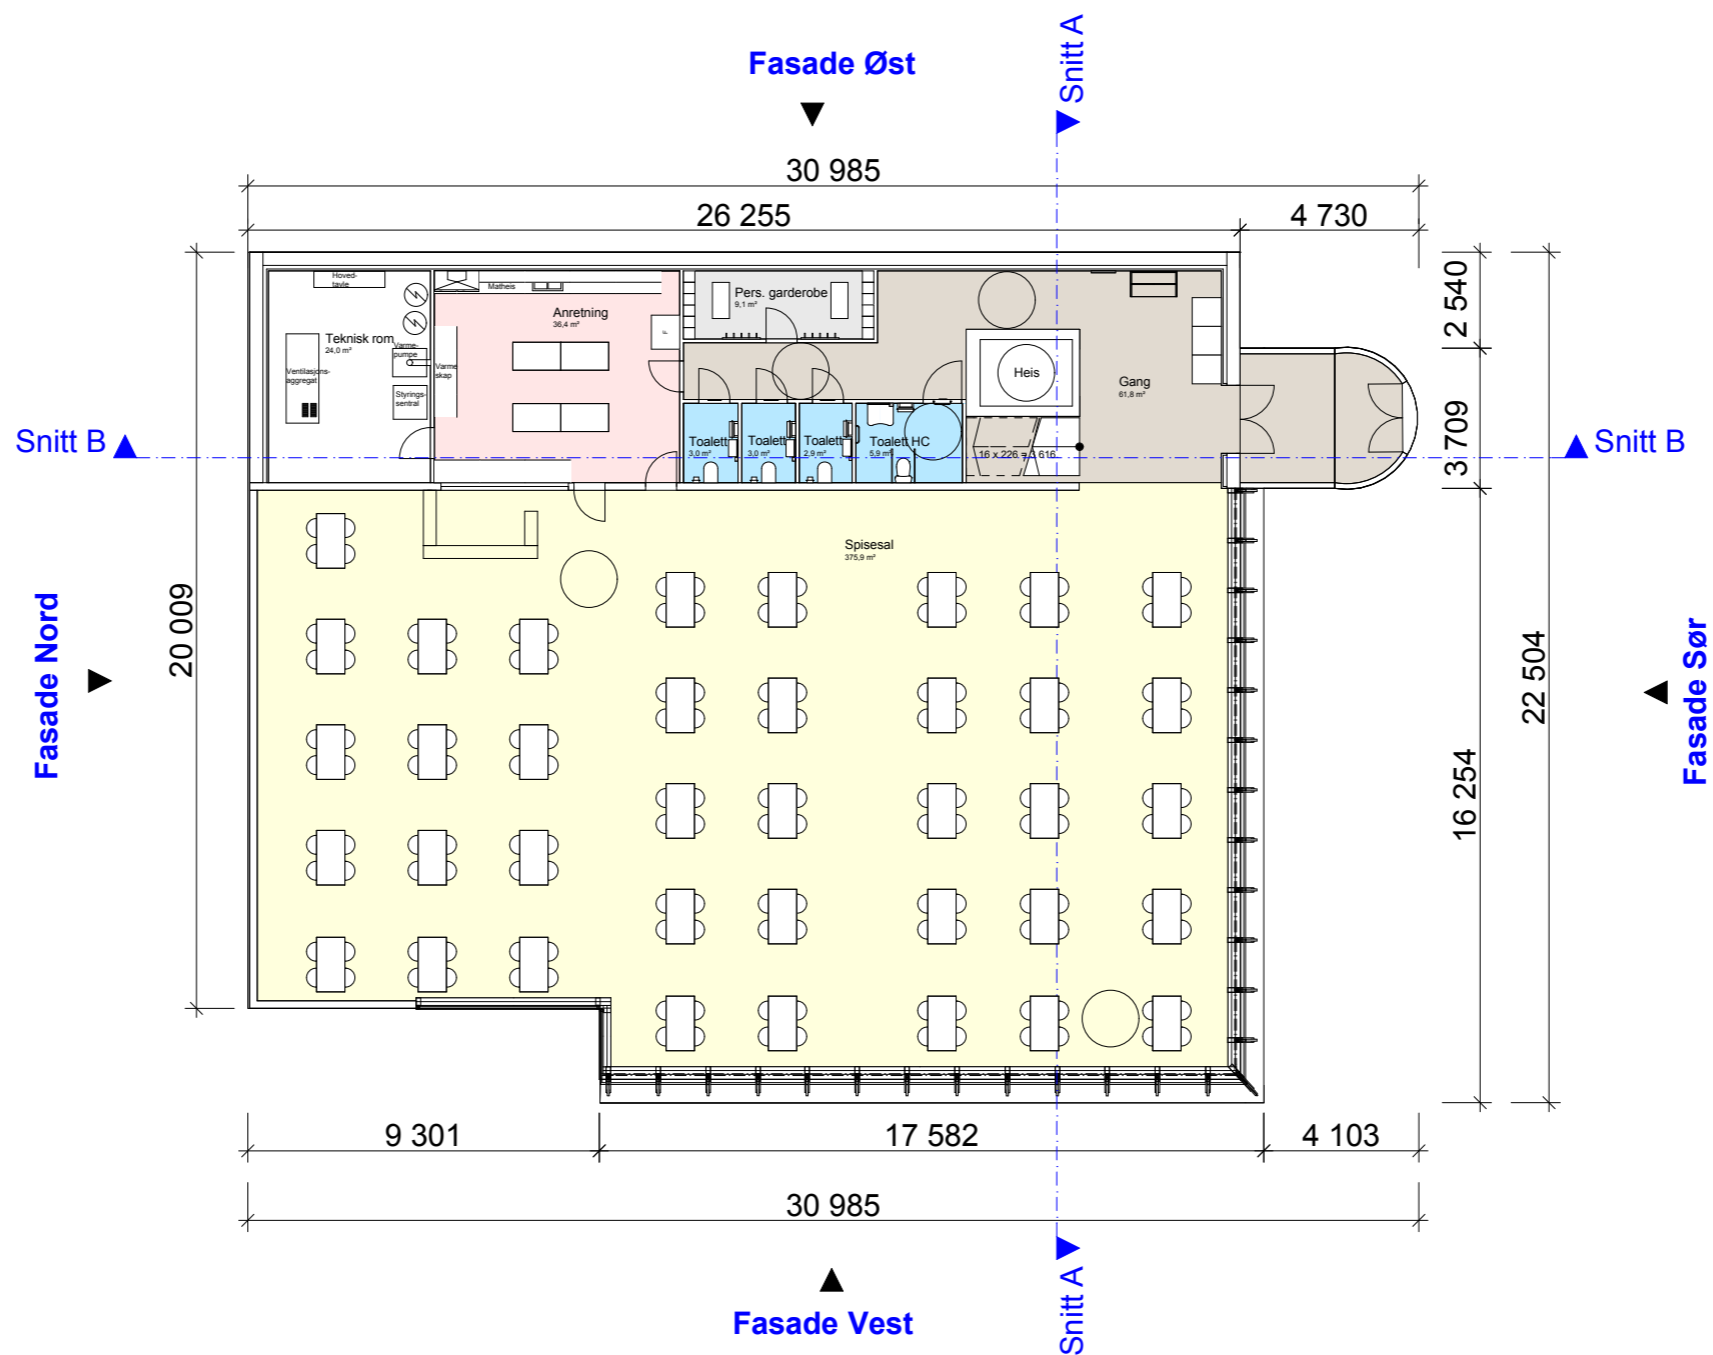 Snitt A
Fasade Øst
30 985
26 255
4 730
20 009
2 540
3 709
16 254
22 504
Hoved-
tavle
Teknisk rom
24,0 m²
Varme-
pumpe
Ventilasjons-
aggregat
Styrings-
sentral
Matheis
Anretning
36,4 m²
Varme
skap
F
Pers. garderobe
9,1 m²
Heis
Gang
61,8 m²
Toalett
3,0 m²
Toalett
3,0 m²
Toalett
2,9 m²
Toalett HC
5,9 m²
16 x 226 = 3 616
Snitt B
Snitt B
Spisesal
375,9 m²
Fasade Nord
Fasade Sør
9 301
17 582
4 103
30 985
Snitt A
Fasade Vest